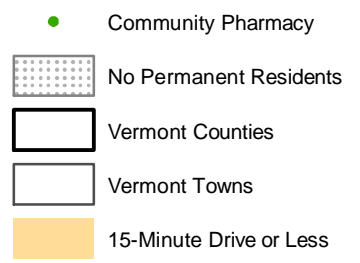 Community Pharmacy
No Permanent Residents
Vermont Counties
Vermont Towns
15-Minute Drive or Less